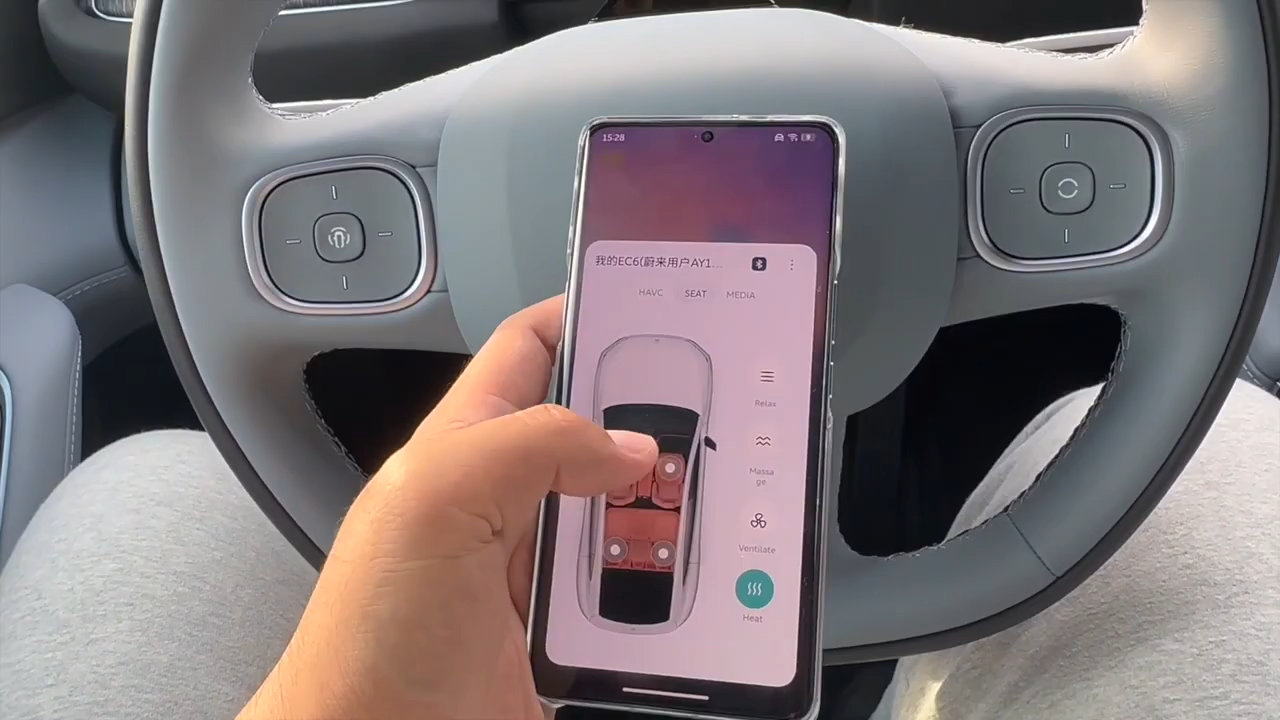 15:28
我的EC6(蔚来用户AY1...
HAVC SEAT MEDIA
Relax
Massa
ge
Ventilate
Heat